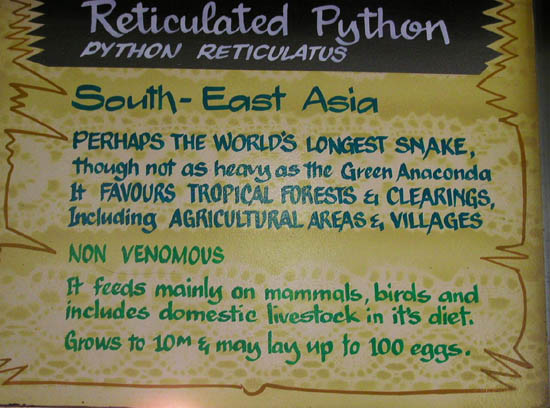 Reticulated Python
PYTHON RETICULATUS
South-East Asia
PERHAPS THE WORLD'S LONGEST SNAKE,
though not as heavy as the Green Anaconda
It FAVOURS TROPICAL FORESTS & CLEARINGS,
Including AGRICULTURAL AREAS & VILLAGES
NON VENOMOUS
It feeds mainly on mammals, birds and
includes domestic livestock in it's diet.
Grows to 10M & may lay up to 100 eggs.